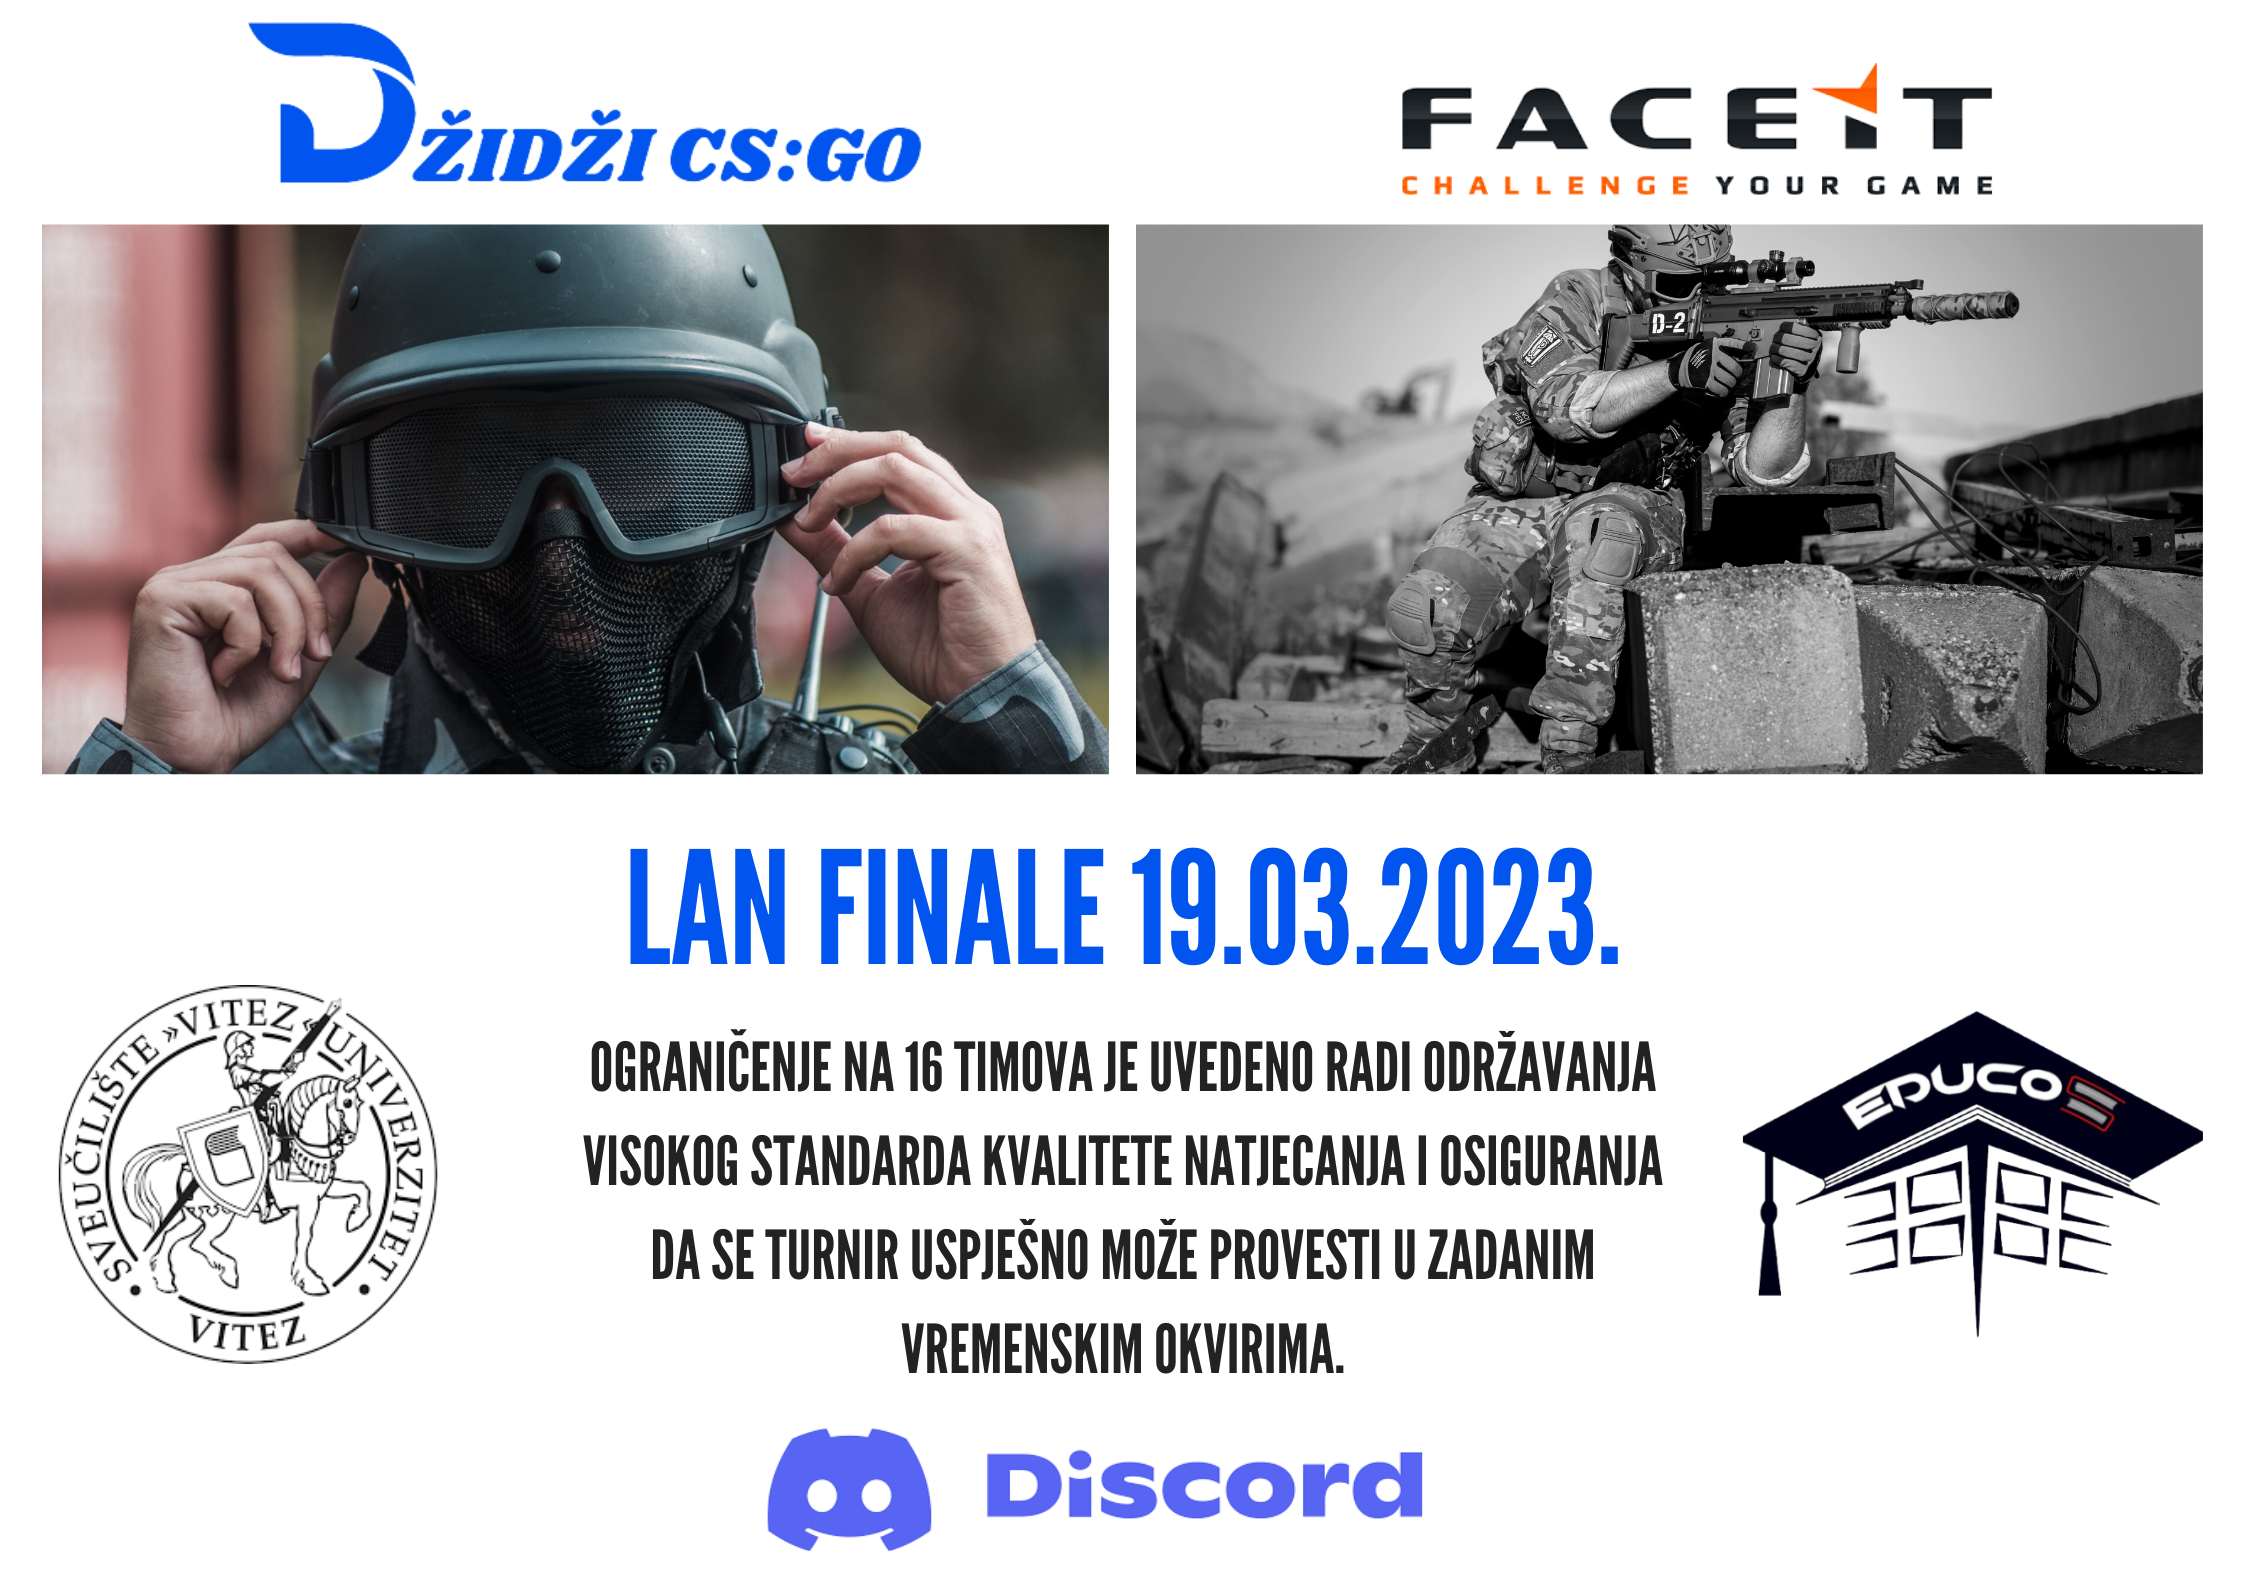 DŽIDŽI CS:GO
FACEIT
CHALLENGE YOUR GAME
D-2
LAN FINALE 19.03.2023.
OGRANIČENJE NA 16 TIMOVA JE UVEDENO RADI ODRŽAVANJA
VISOKOG STANDARDA KVALITETE NATJECANJA I OSIGURANJA
DA SE TURNIR USPJEŠNO MOŽE PROVESTI U ZADANIM
VREMENSKIM OKVIRIMA.
SVEUČILIŠTE »VITEZ« UNIVERZITET
VITEZ
EDUCOS
Discord